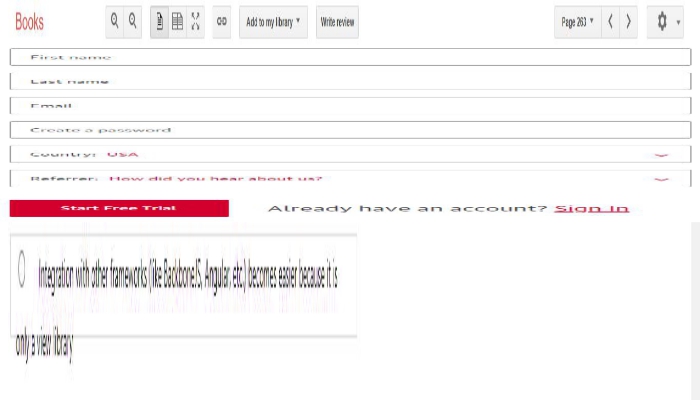 Books
Add to my library
Write review
Page 263
First name
Last name
Email
Create a password
Country: USA
Referrer: How did you hear about us?
Start Free Trial
Already have an account? Sign In
Integration with other frameworks (like BackboneJS, Angular, etc.) becomes easier because it is
only a view library